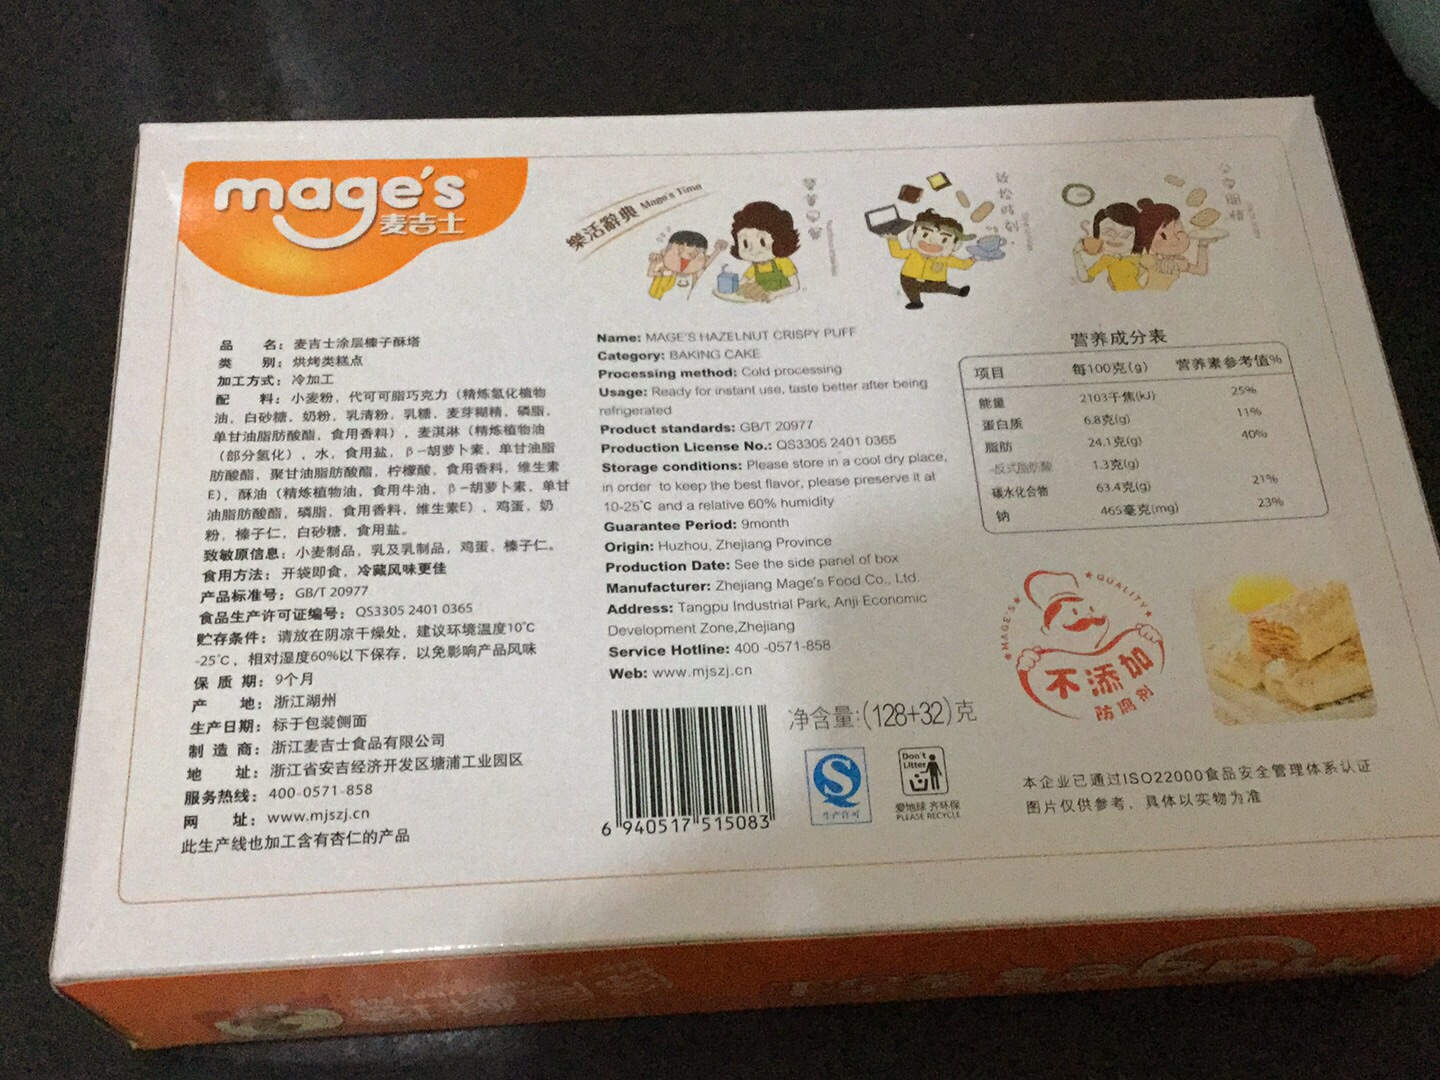 mage's
麦吉士
樂活辭典 Mage's Time
品 名：麦吉士涂层榛子酥塔
类 别：烘烤类糕点
加工方式：冷加工
配 料：小麦粉，代可可脂巧克力（精炼氢化植物
油，白砂糖，奶粉，乳清粉，乳糖，麦芽糊精，磷脂，
单甘油脂肪酸酯，食用香料），麦淇淋（精炼植物油
（部分氢化），水，食用盐，β-胡萝卜素，单甘油脂
肪酸酯，聚甘油脂肪酸酯，柠檬酸，食用香料，维生素
E），酥油（精炼植物油，食用牛油，β-胡萝卜素，单甘
油脂肪酸酯，磷脂，食用香料，维生素E），鸡蛋，奶
粉，榛子仁，白砂糖，食用盐。
致敏原信息：小麦制品，乳及乳制品，鸡蛋，榛子仁。
食用方法：开袋即食，冷藏风味更佳
产品标准号：GB/T 20977
食品生产许可证编号：QS3305 2401 0365
贮存条件：请放在阴凉干燥处，建议环境温度10℃
-25℃，相对湿度60%以下保存，以免影响产品风味
保 质 期：9个月
产 地：浙江湖州
生产日期：标于包装侧面
制 造 商：浙江麦吉士食品有限公司
地 址：浙江省安吉经济开发区塘浦工业园区
服务热线：400-0571-858
网 址：www.mjszj.cn
此生产线也加工含有杏仁的产品
Name: MAGE'S HAZELNUT CRISPY PUFF
Category: BAKING CAKE
Processing method: Cold processing
Usage: Ready for instant use, taste better after being
refrigerated
Product standards: GB/T 20977
Production License No.: QS3305 2401 0365
Storage conditions: Please store in a cool dry place,
in order to keep the best flavor, please preserve it at
10-25℃ and a relative 60% humidity
Guarantee Period: 9month
Origin: Huzhou, Zhejiang Province
Production Date: See the side panel of box
Manufacturer: Zhejiang Mage's Food Co., Ltd.
Address: Tangpu Industrial Park, Anji Economic
Development Zone,Zhejiang
Service Hotline: 400 -0571-858
Web: www.mjszj.cn
6 940517 515083
净含量:(128+32)克
生产许可
Don't
Litter
爱地球 齐环保
PLEASE RECYCLE
营养成分表
项目 每100克(g) 营养素参考值%
能量 2103千焦(kJ) 25%
蛋白质 6.8克(g) 11%
脂肪 24.1克(g) 40%
-反式脂肪酸 1.3克(g)
碳水化合物 63.4克(g) 21%
钠 465毫克(mg) 23%
★MAGE'S★ ★QUALITY★
不添加
防腐剂
本企业已通过ISO22000食品安全管理体系认证
图片仅供参考，具体以实物为准